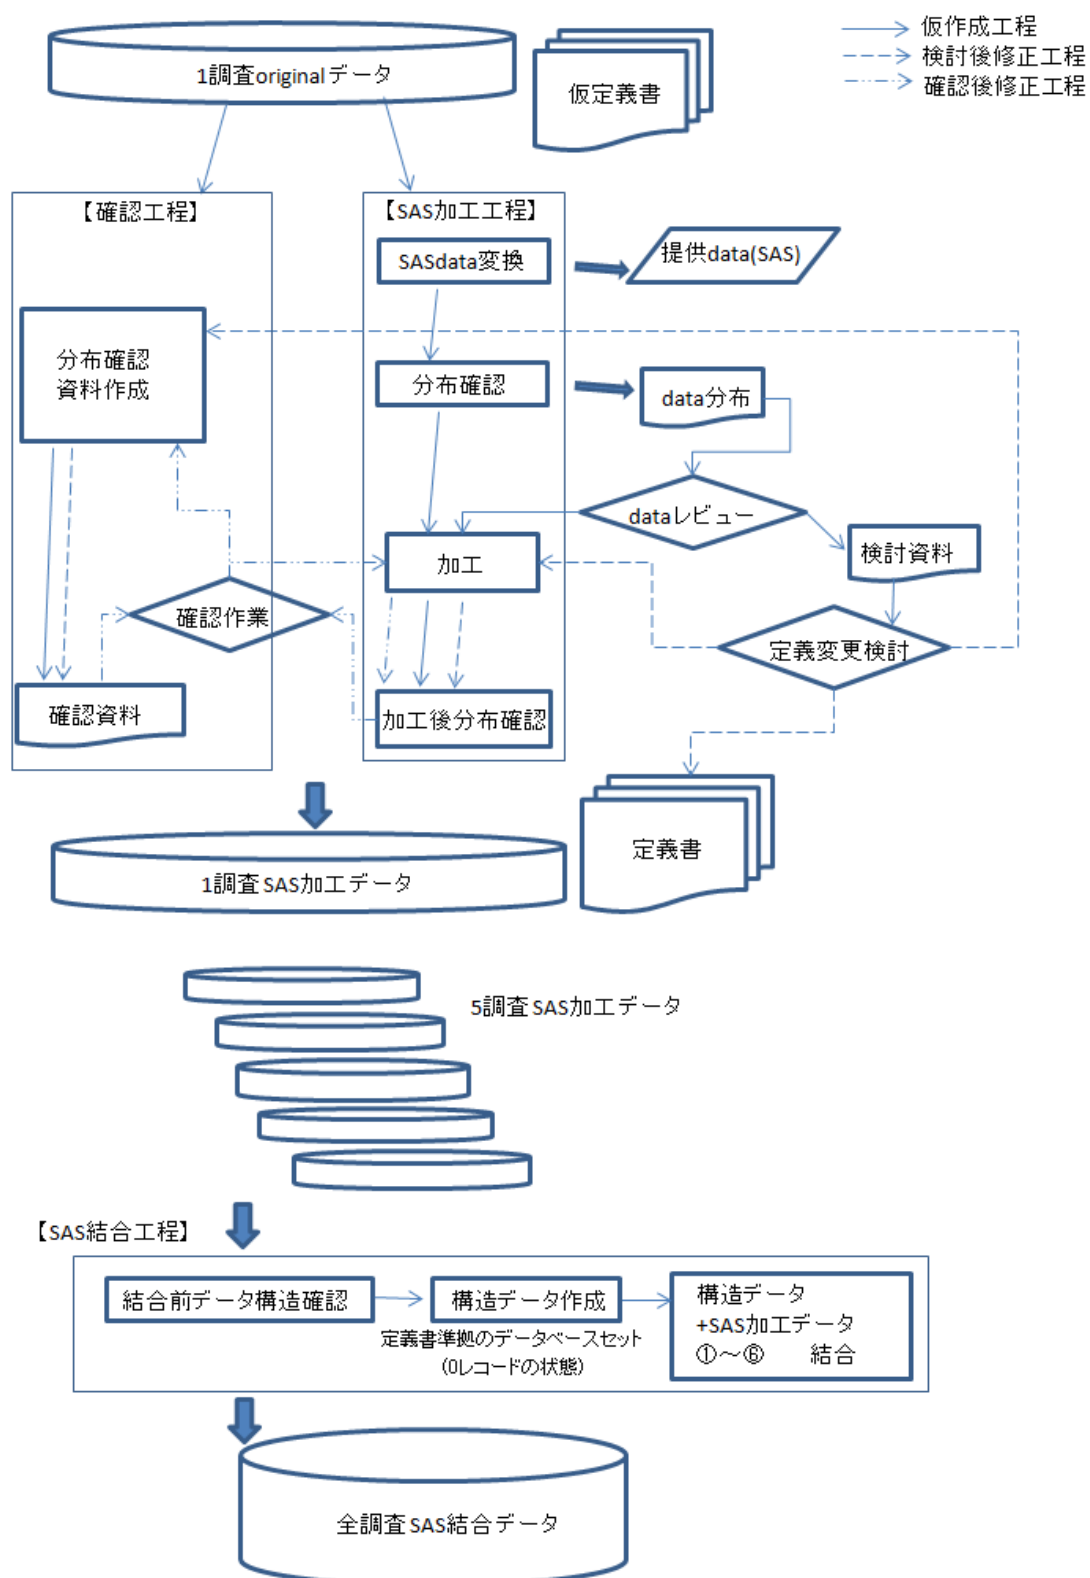 仮作成工程
検討後修正工程
確認後修正工程
1調査originalデータ
仮定義書
【確認工程】
【SAS加工工程】
SASdata変換
提供data(SAS)
分布確認
資料作成
分布確認
data分布
dataレビュー
検討資料
加工
確認作業
定義変更検討
確認資料
加工後分布確認
定義書
1調査SAS加工データ
5調査SAS加工データ
【SAS結合工程】
結合前データ構造確認
構造データ作成
定義書準拠のデータベースセット
(0レコードの状態)
構造データ
+SAS加工データ
①～⑥ 結合
全調査SAS結合データ